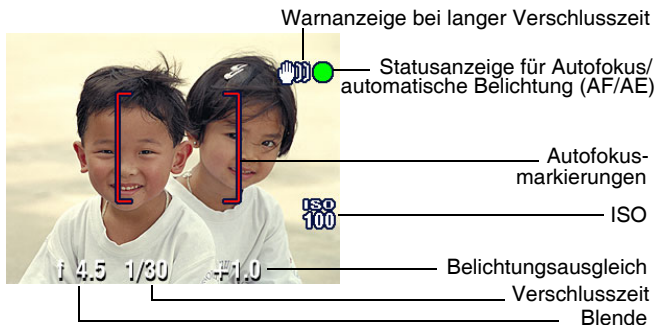 Warnanzeige bei langer Verschlusszeit
Statusanzeige für Autofokus/
automatische Belichtung (AF/AE)
Autofokus-
markierungen
ISO
100
ISO
f 4.5 1/30 +1.0
Belichtungsausgleich
Verschlusszeit
Blende